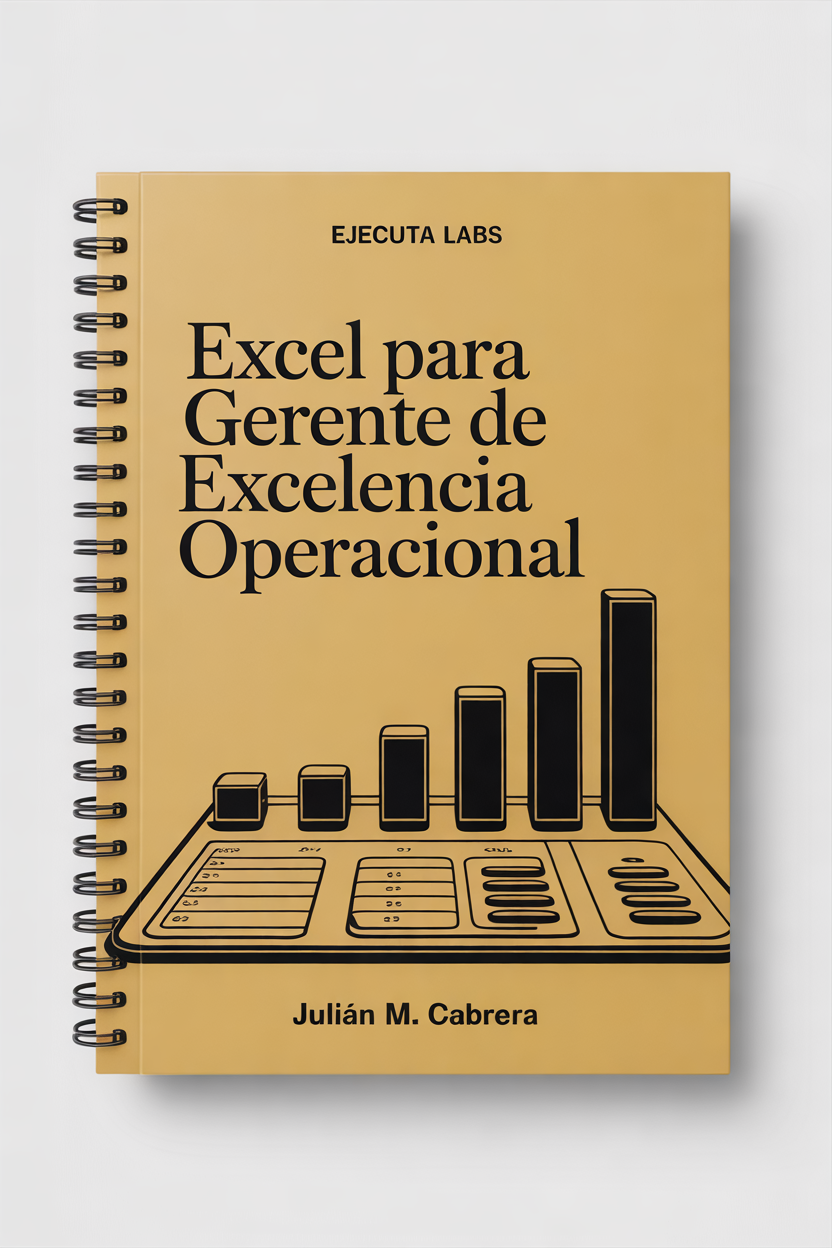 EJECUTA LABS
Excel para
Gerente de
Excelencia
Operacional
Julián M. Cabrera